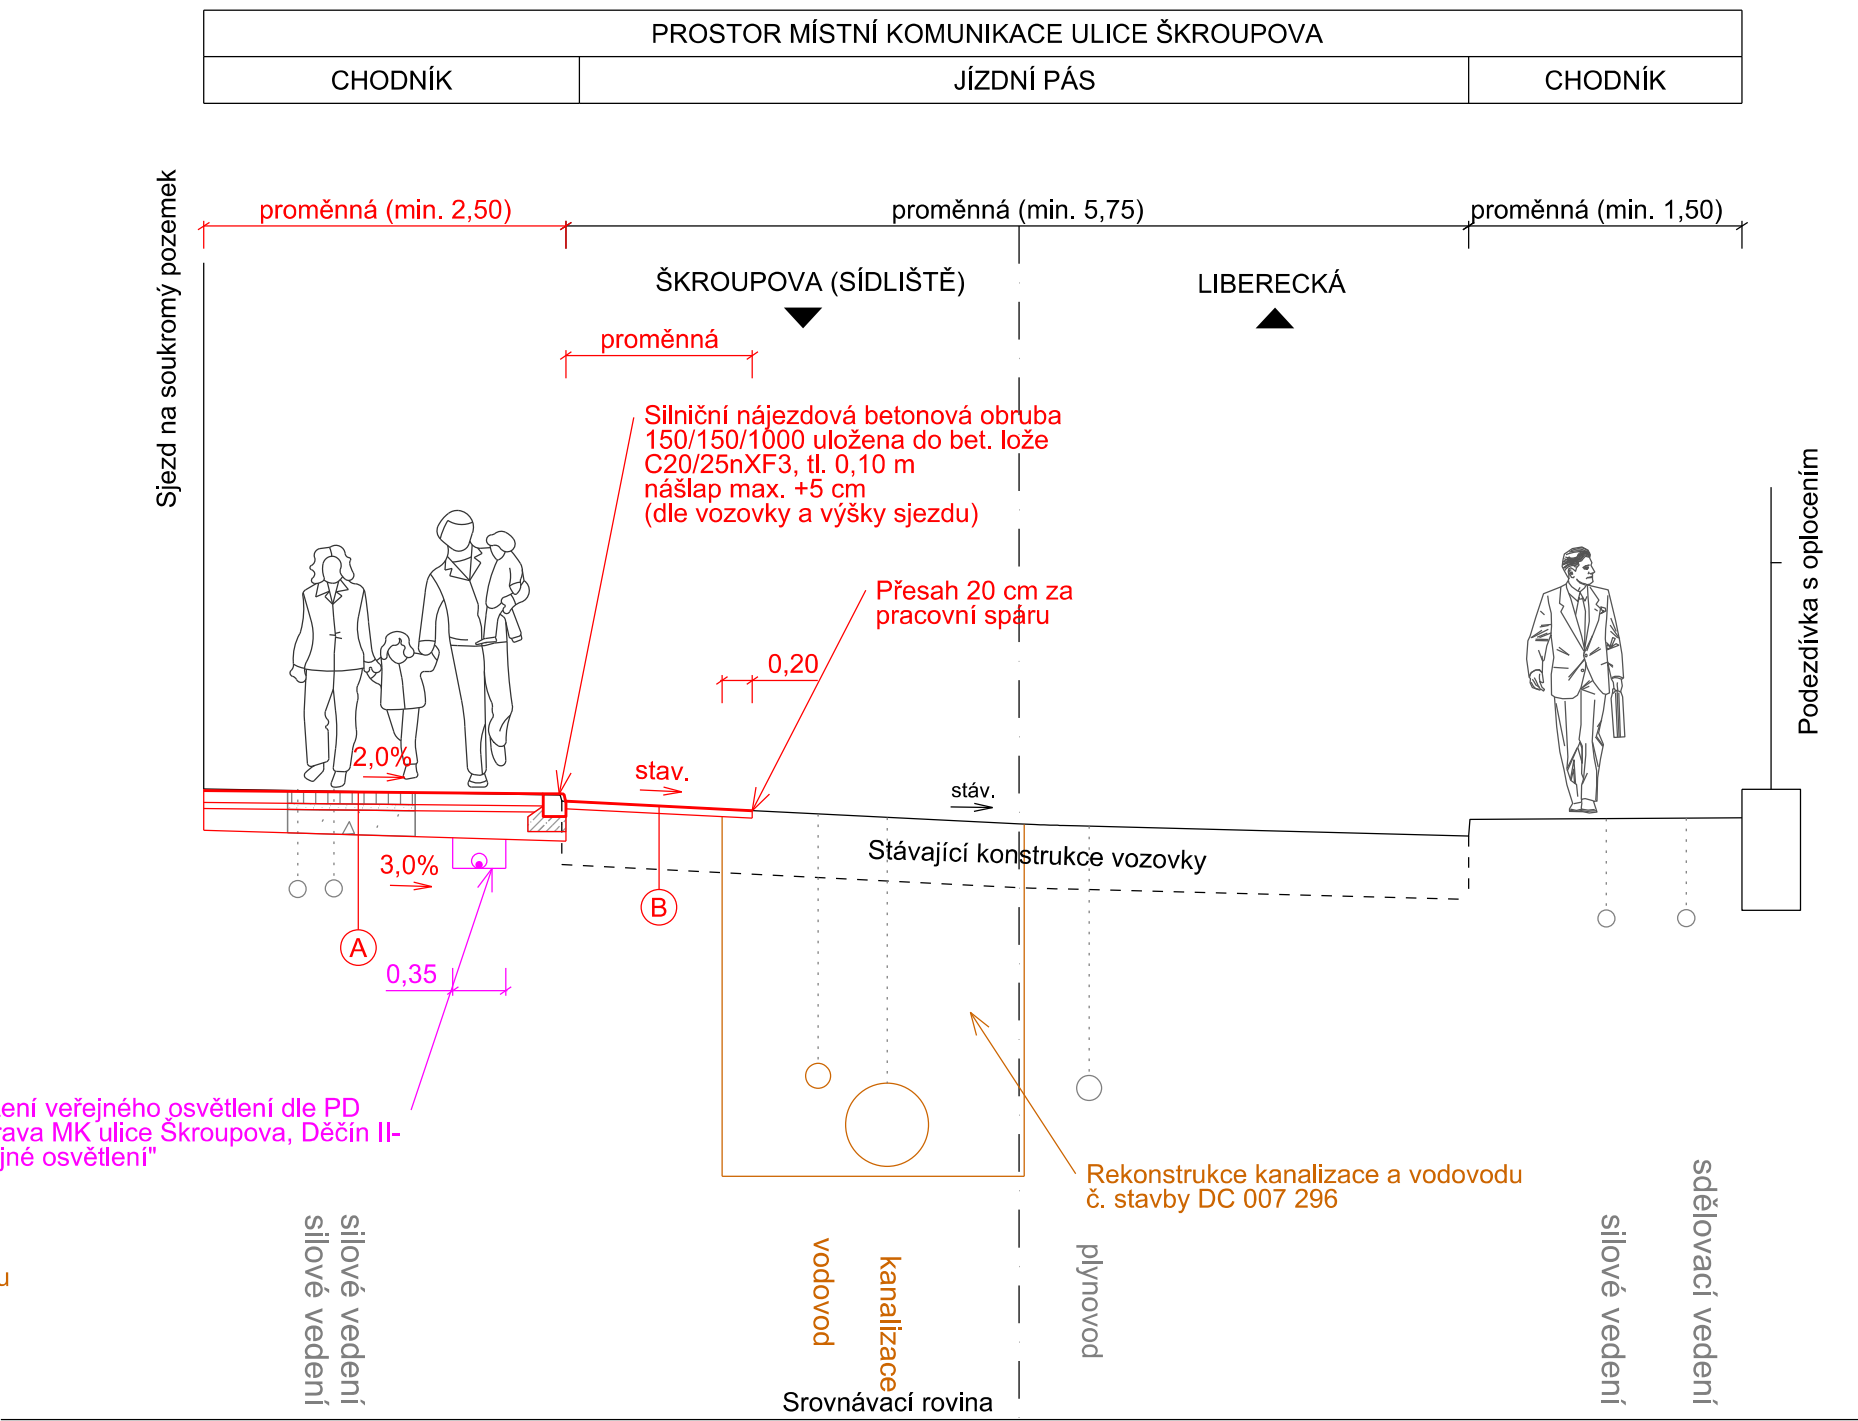 PROSTOR MÍSTNÍ KOMUNIKACE ULICE ŠKROUPOVA
CHODNÍK
JÍZDNÍ PÁS
CHODNÍK
Sjezd na soukromý pozemek
proměnná (min. 2,50)
proměnná (min. 5,75)
proměnná (min. 1,50)
ŠKROUPOVA (SÍDLIŠTĚ)
LIBERECKÁ
proměnná
Silniční nájezdová betonová obruba
150/150/1000 uložena do bet. lože
C20/25nXF3, tl. 0,10 m
nášlap max. +5 cm
(dle vozovky a výšky sjezdu)
Podezdívka s oplocením
Přesah 20 cm za
pracovní spáru
0,20
2,0%
stav.
stáv.
Stávající konstrukce vozovky
3,0%
B
A
0,35
ení veřejného osvětlení dle PD
rava MK ulice Škroupova, Děčín II-
jné osvětlení"
Rekonstrukce kanalizace a vodovodu
č. stavby DC 007 296
u
silové vedení
silové vedení
vodovod
kanalizace
plynovod
silové vedení
sdělovací vedení
Srovnávací rovina